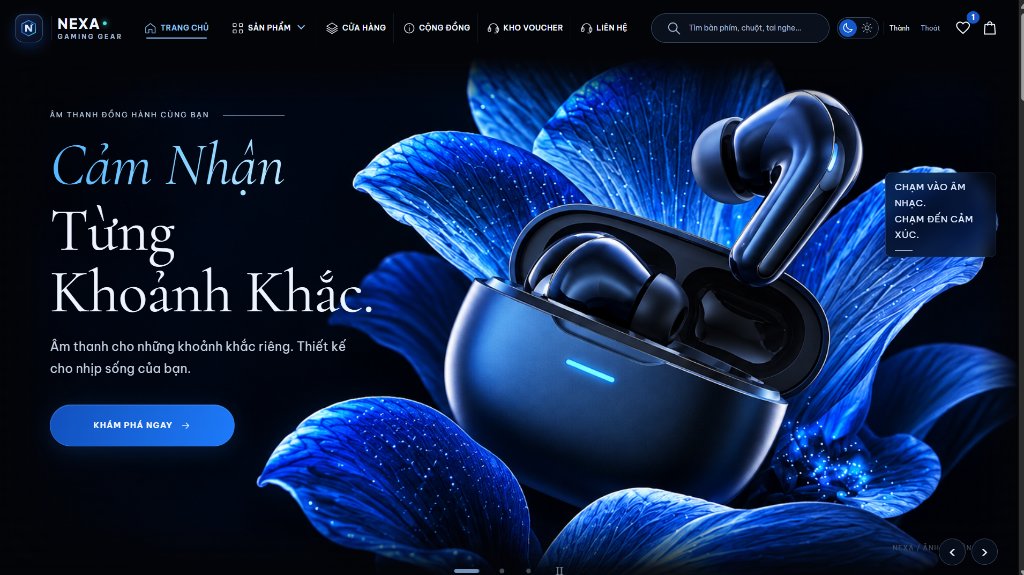 NEXA
GAMING GEAR
TRANG CHỦ
SẢN PHẨM
CỬA HÀNG
CỘNG ĐỒNG
KHO VOUCHER
LIÊN HỆ
Tìm bàn phím, chuột, tai nghe...
Thành
Thoát
1
ÂM THANH ĐỒNG HÀNH CÙNG BẠN
Cảm Nhận
Từng
Khoảnh Khắc.
Âm thanh cho những khoảnh khắc riêng. Thiết kế
cho nhịp sống của bạn.
KHÁM PHÁ NGAY
CHẠM VÀO ÂM
NHẠC.
CHẠM ĐẾN CẢM
XÚC.
NEXA /